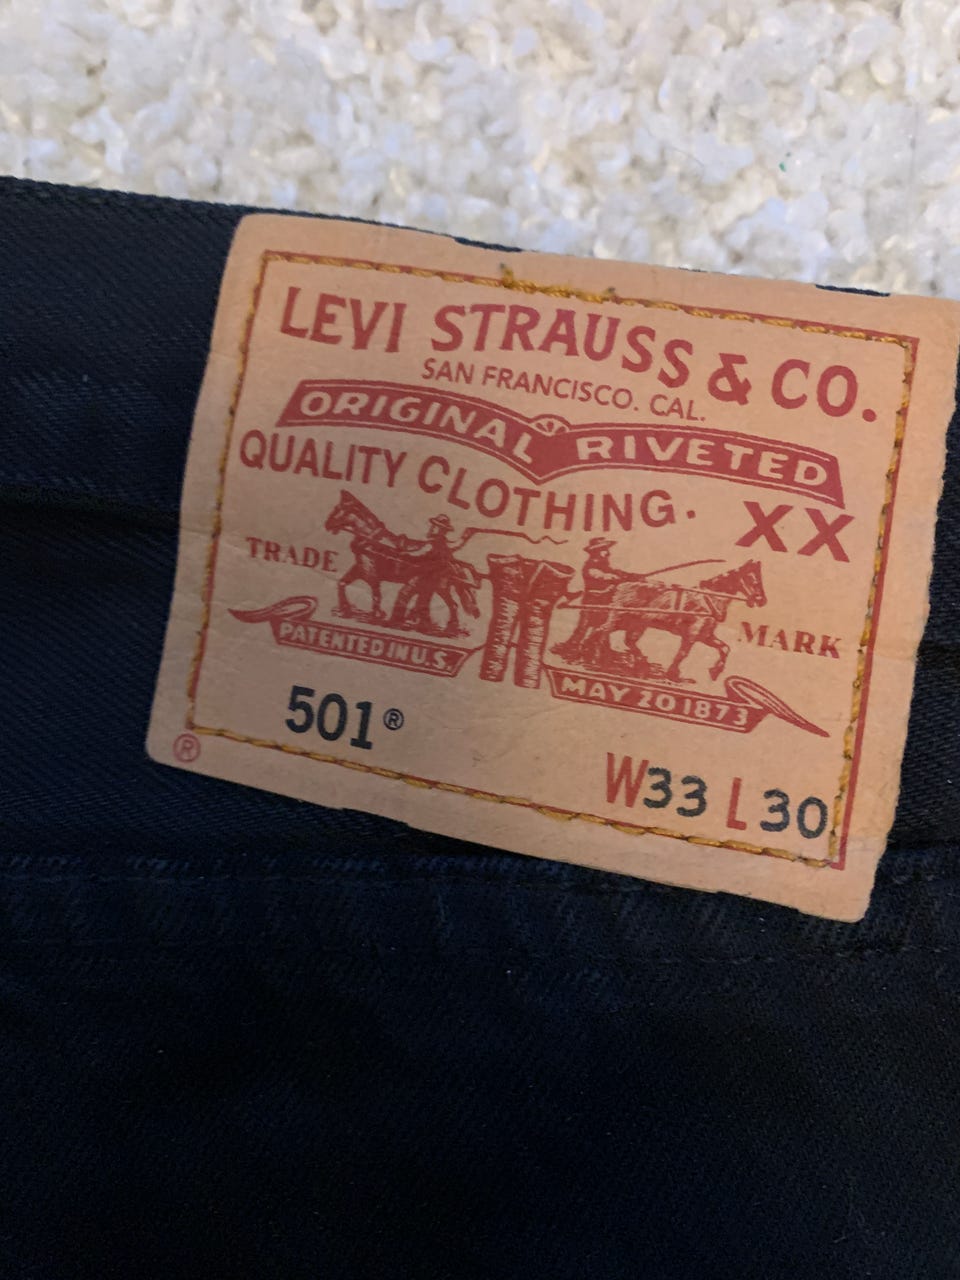 LEVI STRAUSS & CO.
SAN FRANCISCO. CAL.
ORIGINAL RIVETED
QUALITY CLOTHING.
XX
TRADE MARK
PATENTED IN U.S.
MAY 20 1873
501®
W33 L30
®